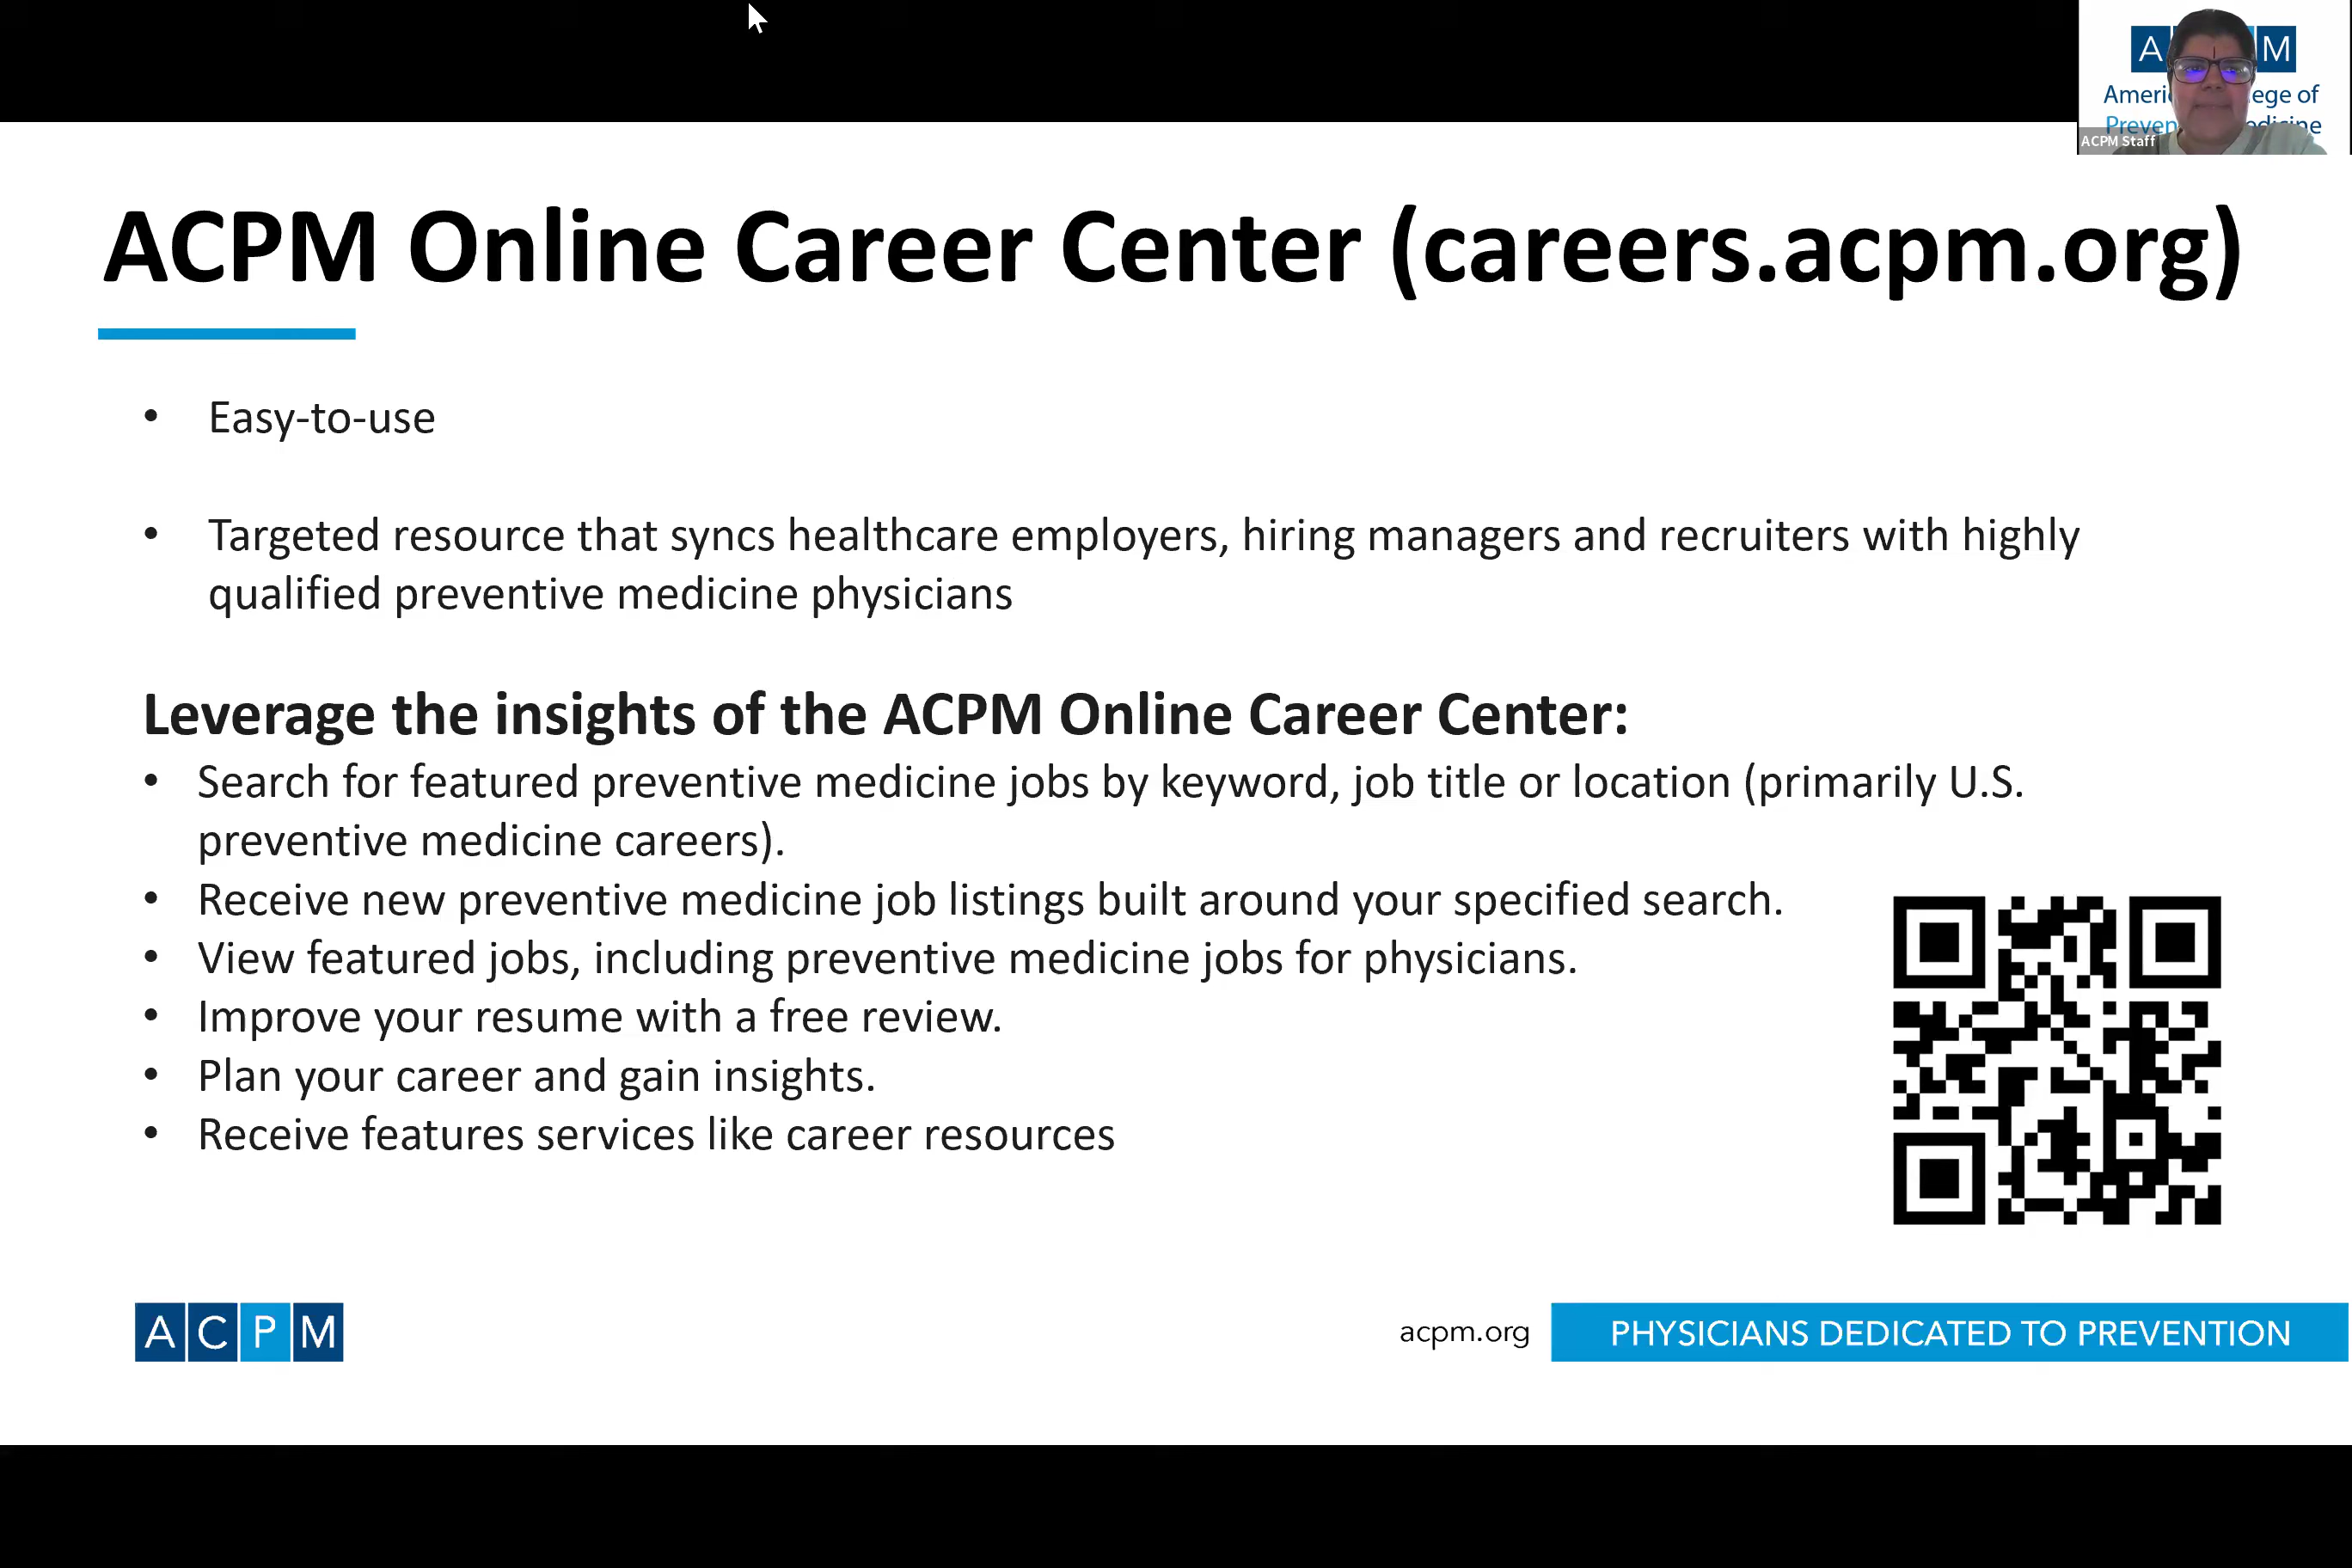 A M
Ameri ege of
Preven edicine
ACPM Staff
ACPM Online Career Center (careers.acpm.org)
• Easy-to-use
• Targeted resource that syncs healthcare employers, hiring managers and recruiters with highly
qualified preventive medicine physicians
Leverage the insights of the ACPM Online Career Center:
• Search for featured preventive medicine jobs by keyword, job title or location (primarily U.S.
preventive medicine careers).
• Receive new preventive medicine job listings built around your specified search.
• View featured jobs, including preventive medicine jobs for physicians.
• Improve your resume with a free review.
• Plan your career and gain insights.
• Receive features services like career resources
ACPM
acpm.org
PHYSICIANS DEDICATED TO PREVENTION